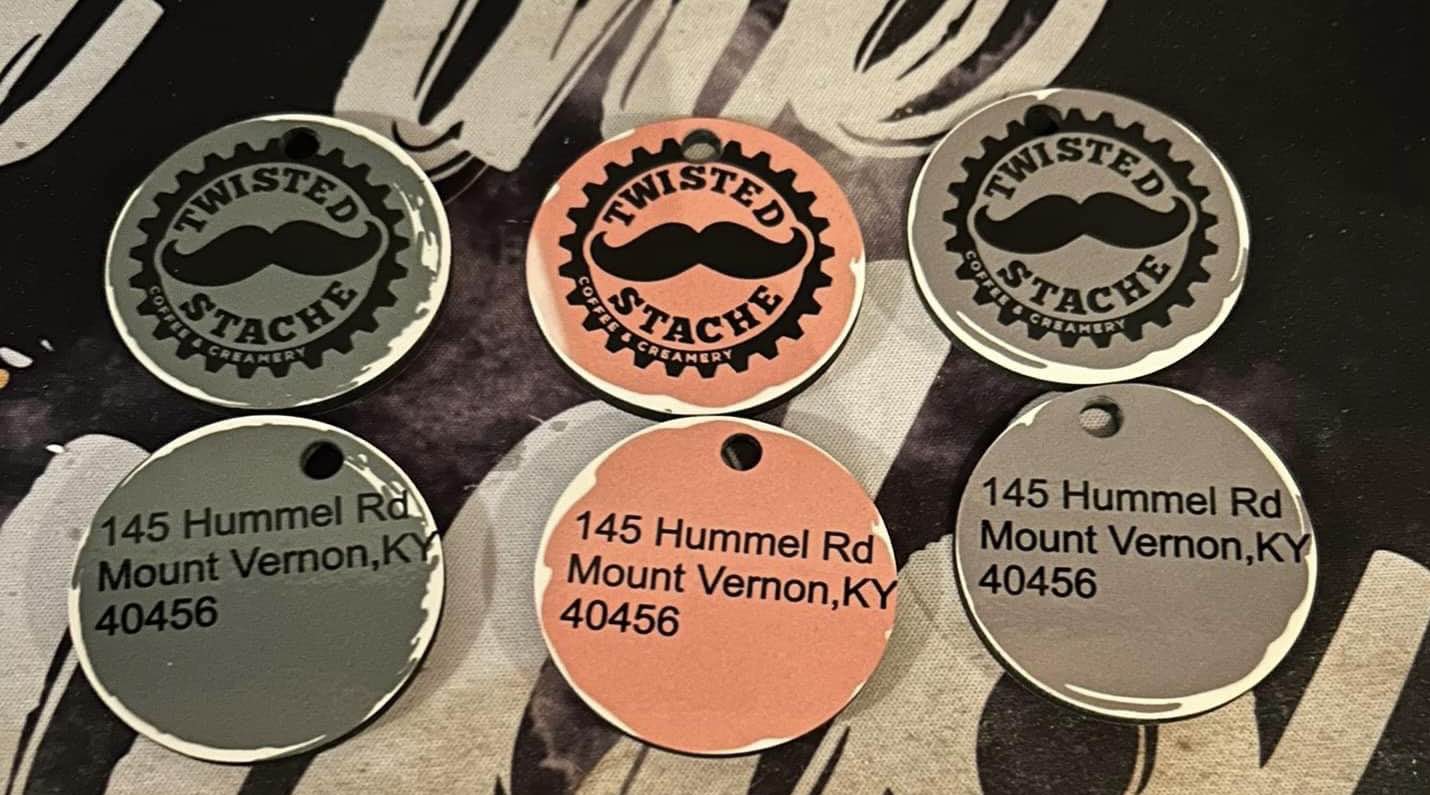 TWISTED
STACHE
COFFEE & CREAMERY
TWISTED
STACHE
COFFEE & CREAMERY
TWISTED
STACHE
COFFEE & CREAMERY
145 Hummel Rd
Mount Vernon,KY
40456
145 Hummel Rd
Mount Vernon,KY
40456
145 Hummel Rd
Mount Vernon,KY
40456